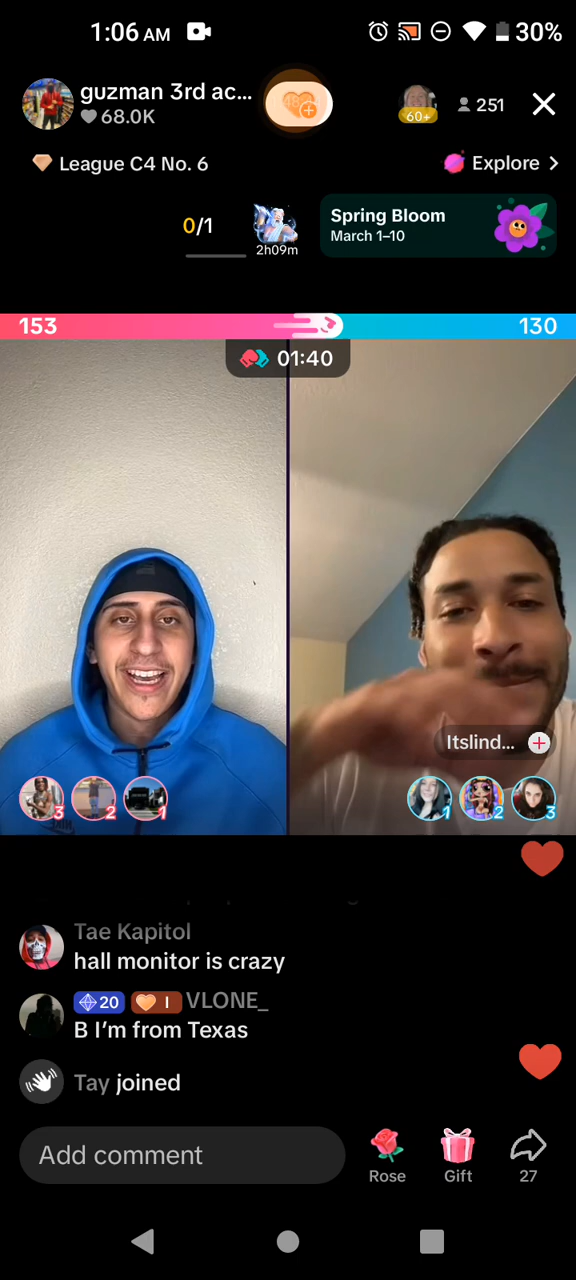 1:06 AM
30%
guzman 3rd ac...
68.0K
60+
251
League C4 No. 6
Explore
0/1
2h09m
Spring Bloom
March 1–10
153
130
01:40
Itslind...
3
2
1
1
2
3
Tae Kapitol
hall monitor is crazy
20
I
VLONE_
B I'm from Texas
Tay joined
Add comment
Rose
Gift
27